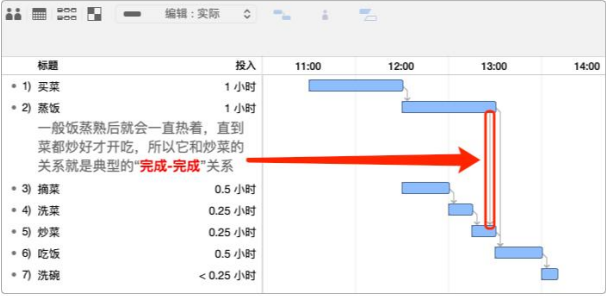 编辑：实际
标题 投入 11:00 12:00 13:00 14:00
1) 买菜 1 小时
2) 蒸饭 1 小时
一般饭蒸熟后就会一直热着，直到
菜都炒好才开吃，所以它和炒菜的
关系就是典型的“完成-完成”关系
3) 摘菜 0.5 小时
4) 洗菜 0.25 小时
5) 炒菜 0.25 小时
6) 吃饭 0.5 小时
7) 洗碗 < 0.25 小时